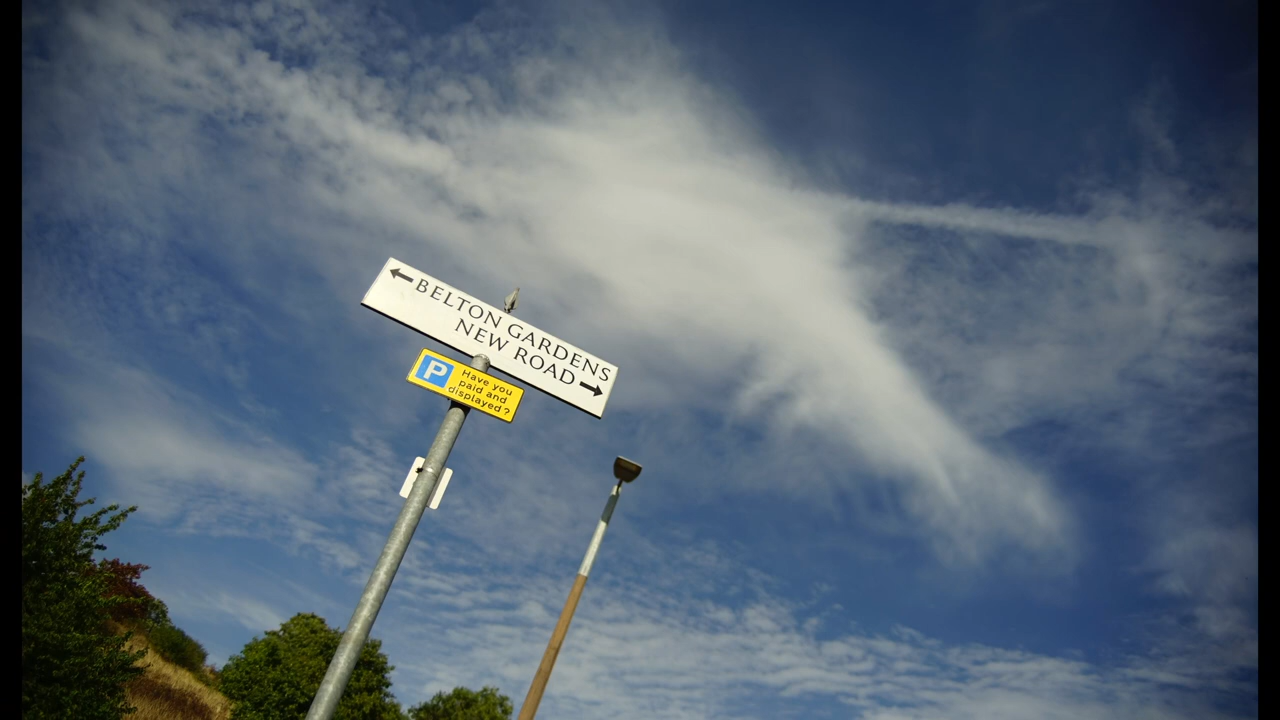 ← BELTON GARDENS
NEW ROAD →
P
Have you
paid and
displayed?